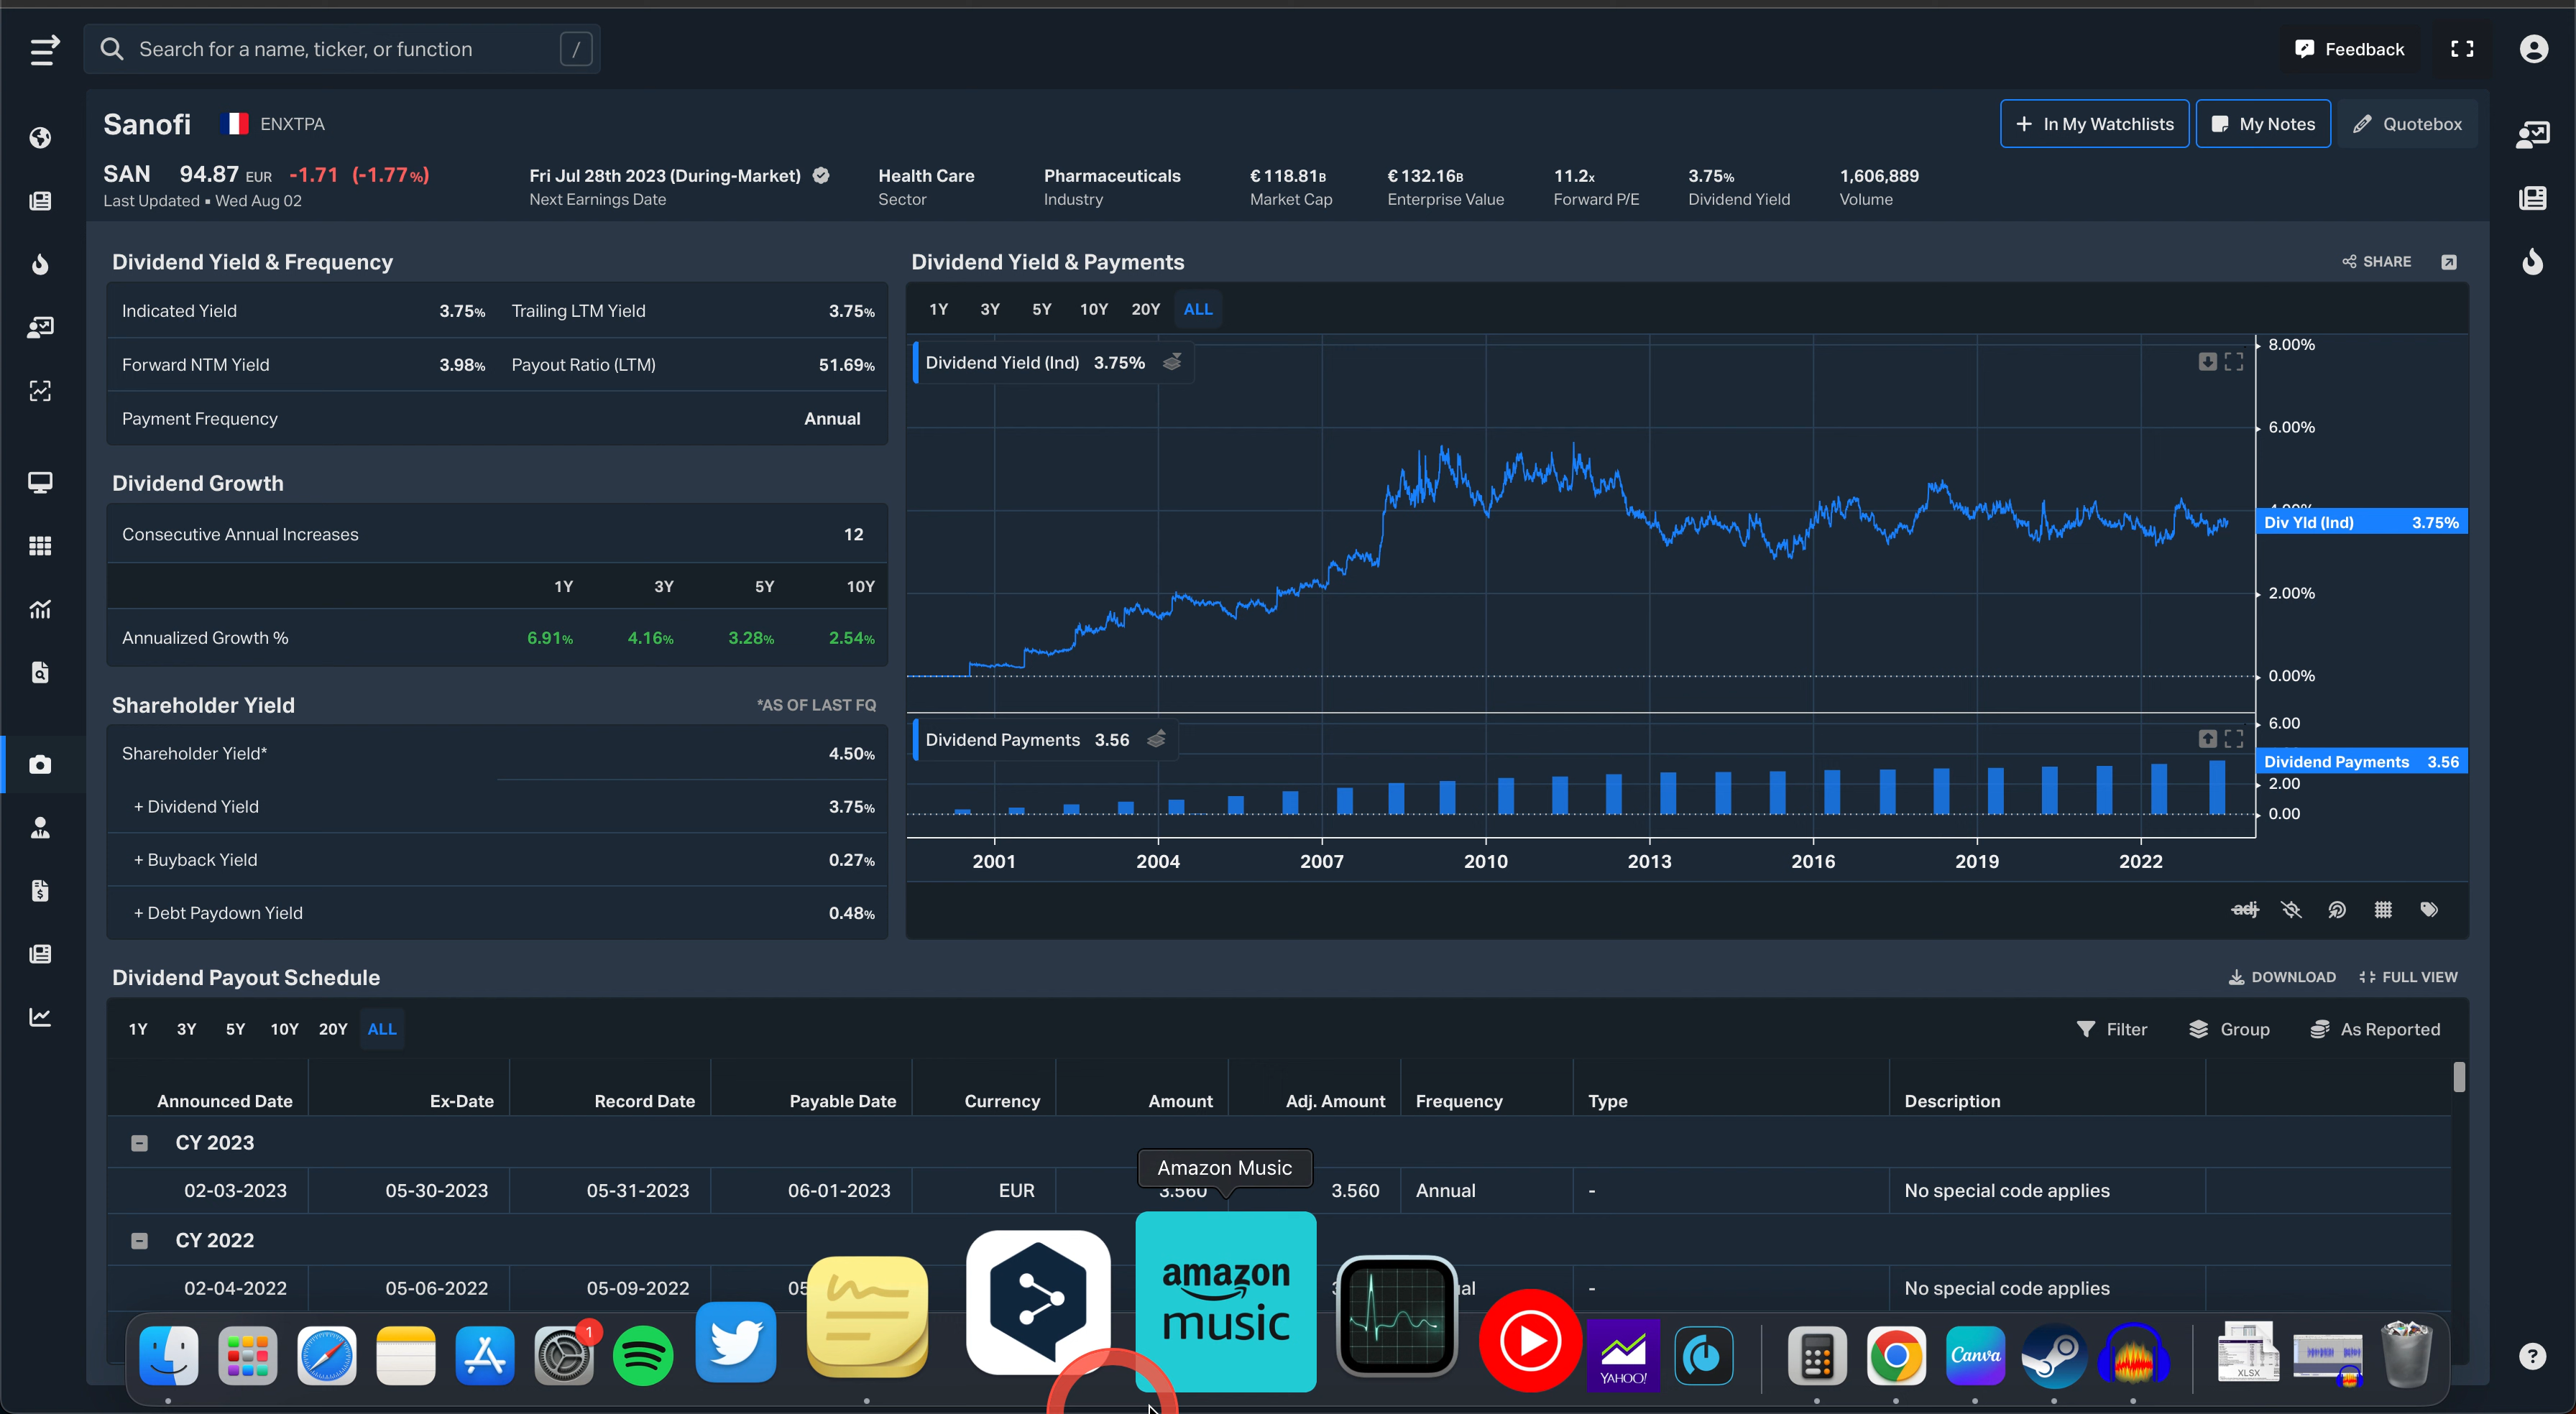 Search for a name, ticker, or function /
Feedback
Sanofi ENXTPA
+ In My Watchlists My Notes Quotebox
SAN 94.87 EUR -1.71 (-1.77%) Fri Jul 28th 2023 (During-Market) Health Care Pharmaceuticals € 118.81B € 132.16B 11.2x 3.75% 1,606,889
Last Updated ▪ Wed Aug 02 Next Earnings Date Sector Industry Market Cap Enterprise Value Forward P/E Dividend Yield Volume
Dividend Yield & Frequency
Indicated Yield 3.75% Trailing LTM Yield 3.75%
Forward NTM Yield 3.98% Payout Ratio (LTM) 51.69%
Payment Frequency Annual
Dividend Growth
Consecutive Annual Increases 12
1Y 3Y 5Y 10Y
Annualized Growth % 6.91% 4.16% 3.28% 2.54%
Shareholder Yield *AS OF LAST FQ
Shareholder Yield* 4.50%
+ Dividend Yield 3.75%
+ Buyback Yield 0.27%
+ Debt Paydown Yield 0.48%
Dividend Yield & Payments SHARE
1Y 3Y 5Y 10Y 20Y ALL
Dividend Yield (Ind) 3.75%
8.00%
6.00%
Div Yld (Ind) 3.75%
2.00%
0.00%
Dividend Payments 3.56
6.00
Dividend Payments 3.56
2.00
0.00
2001 2004 2007 2010 2013 2016 2019 2022
adj
Dividend Payout Schedule DOWNLOAD FULL VIEW
1Y 3Y 5Y 10Y 20Y ALL Filter Group As Reported
Announced Date Ex-Date Record Date Payable Date Currency Amount Adj. Amount Frequency Type Description
CY 2023
02-03-2023 05-30-2023 05-31-2023 06-01-2023 EUR 3.560 3.560 Annual - No special code applies
Amazon Music
CY 2022
02-04-2022 05-06-2022 05-09-2022 05 - No special code applies
amazon
music
1
YAHOO!
Canva
XLSX
?